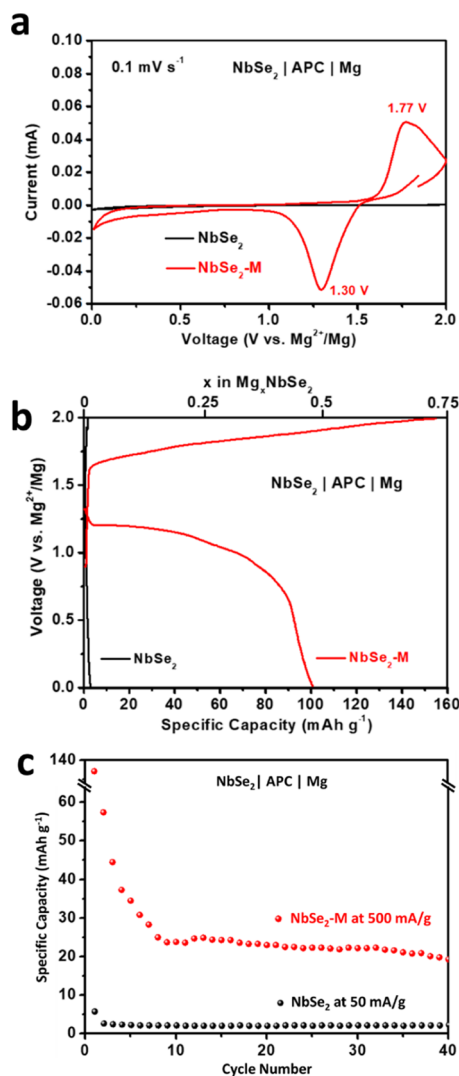 a
0.10
0.08
0.06
0.04
0.02
0.00
-0.02
-0.04
-0.06
Current (mA)
0.1 mV s⁻¹
NbSe₂ | APC | Mg
1.77 V
NbSe₂
NbSe₂-M
1.30 V
0.0
0.5
1.0
1.5
2.0
Voltage (V vs. Mg²⁺/Mg)
b
x in MgₓNbSe₂
0
0.25
0.5
0.75
2.0
1.5
1.0
0.5
0.0
Voltage (V vs. Mg²⁺/Mg)
NbSe₂ | APC | Mg
NbSe₂
NbSe₂-M
0
20
40
60
80
100
120
140
160
Specific Capacity (mAh g⁻¹)
c
140
60
50
40
30
20
10
0
Specific Capacity (mAh g⁻¹)
NbSe₂| APC | Mg
NbSe₂-M at 500 mA/g
NbSe₂ at 50 mA/g
0
10
20
30
40
Cycle Number